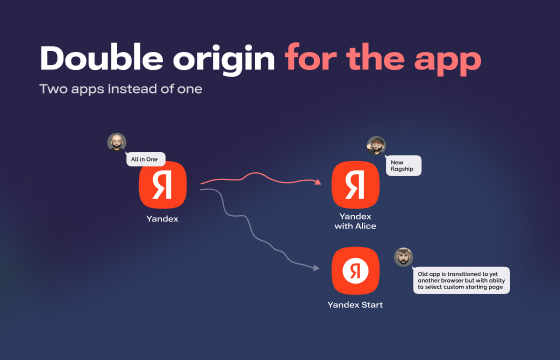 Double origin for the app
Two apps instead of one
All in One
Я
Yandex
New
flagship
Я
Yandex
with Alice
Old app is transitioned to yet
another browser but with ability
to select custom starting page
Я
Yandex Start